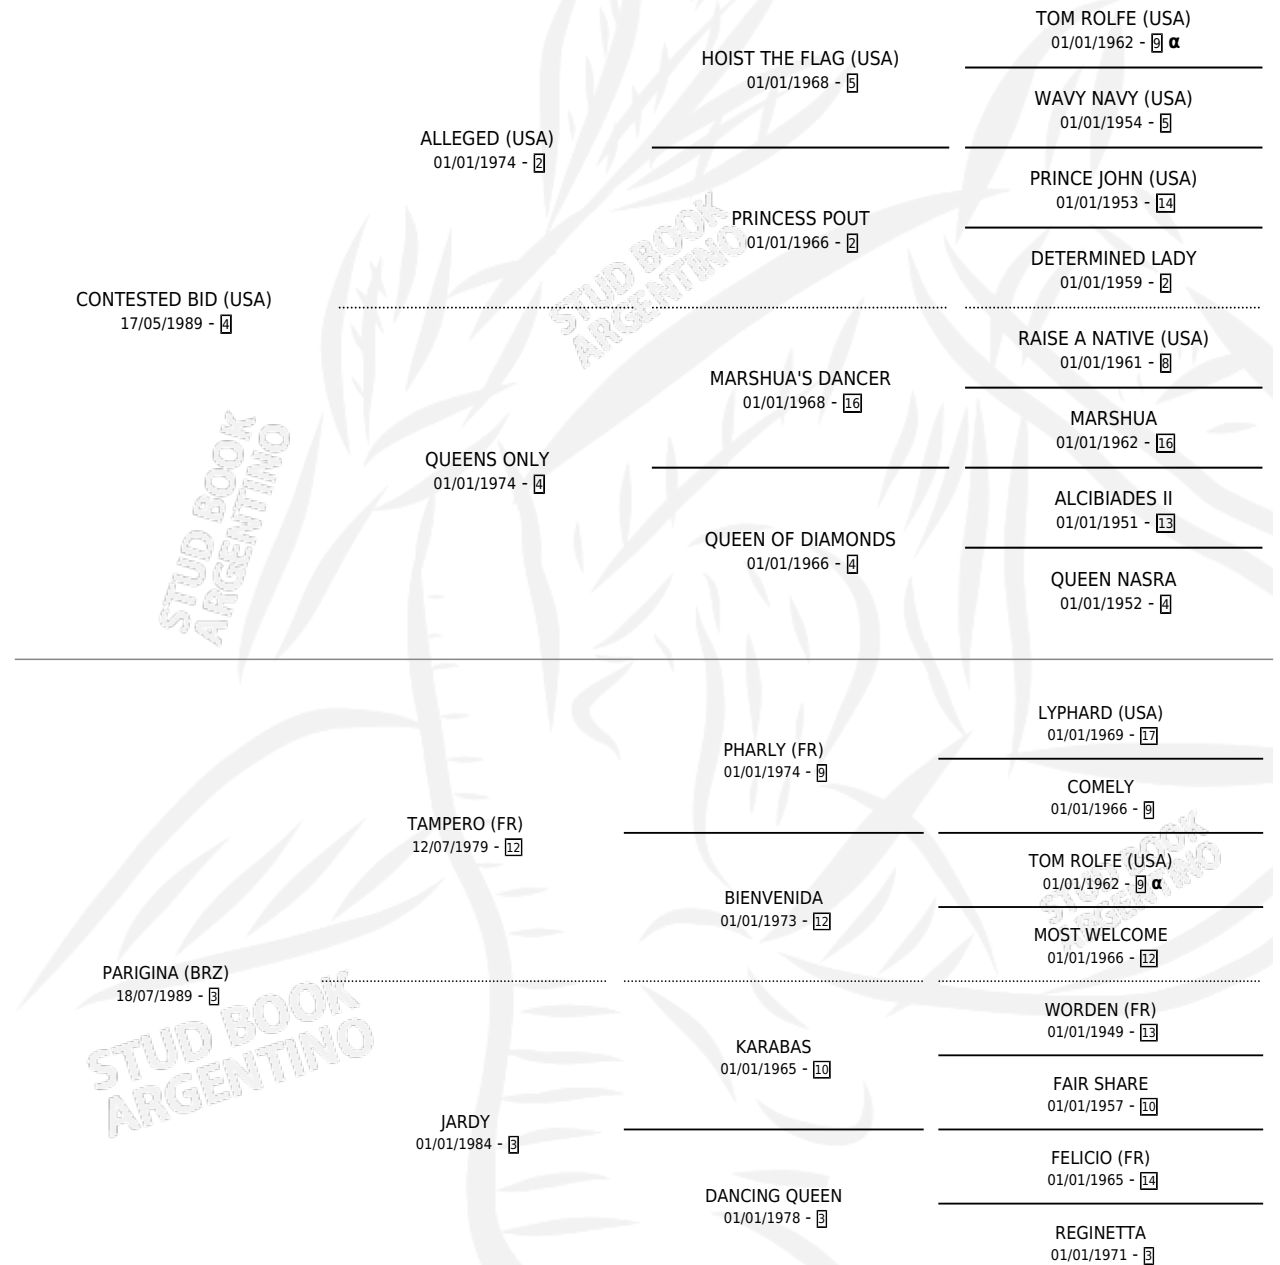 TOM ROLFE (USA)
01/01/1962 - 9 α
HOIST THE FLAG (USA)
01/01/1968 - 5
WAVY NAVY (USA)
01/01/1954 - 5
ALLEGED (USA)
01/01/1974 - 2
PRINCE JOHN (USA)
01/01/1953 - 14
PRINCESS POUT
01/01/1966 - 2
DETERMINED LADY
01/01/1959 - 2
CONTESTED BID (USA)
17/05/1989 - 4
RAISE A NATIVE (USA)
01/01/1961 - 8
MARSHUA'S DANCER
01/01/1968 - 16
MARSHUA
01/01/1962 - 16
QUEENS ONLY
01/01/1974 - 4
ALCIBIADES II
01/01/1951 - 13
QUEEN OF DIAMONDS
01/01/1966 - 4
QUEEN NASRA
01/01/1952 - 4
LYPHARD (USA)
01/01/1969 - 17
PHARLY (FR)
01/01/1974 - 9
COMELY
01/01/1966 - 9
TAMPERO (FR)
12/07/1979 - 12
TOM ROLFE (USA)
01/01/1962 - 9 α
BIENVENIDA
01/01/1973 - 12
MOST WELCOME
01/01/1966 - 12
PARIGINA (BRZ)
18/07/1989 - 3
WORDEN (FR)
01/01/1949 - 13
KARABAS
01/01/1965 - 10
FAIR SHARE
01/01/1957 - 10
JARDY
01/01/1984 - 3
FELICIO (FR)
01/01/1965 - 14
DANCING QUEEN
01/01/1978 - 3
REGINETTA
01/01/1971 - 3
STUD BOOK
ARGENTINO
STUD BOOK
ARGENTINO
STUD BOOK
ARGENTINO
STUD BOOK
ARGENTINO